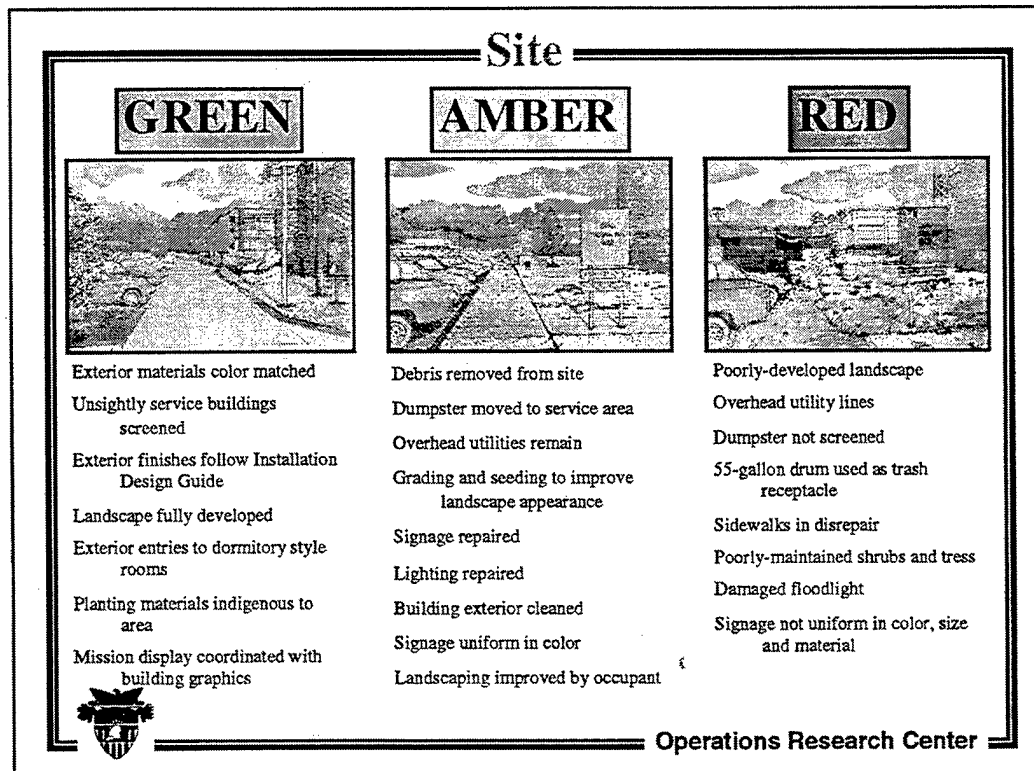 Site
GREEN
Exterior materials color matched
Unsightly service buildings
screened
Exterior finishes follow Installation
Design Guide
Landscape fully developed
Exterior entries to dormitory style
rooms
Planting materials indigenous to
area
Mission display coordinated with
building graphics
AMBER
Debris removed from site
Dumpster moved to service area
Overhead utilities remain
Grading and seeding to improve
landscape appearance
Signage repaired
Lighting repaired
Building exterior cleaned
Signage uniform in color
Landscaping improved by occupant
RED
Poorly-developed landscape
Overhead utility lines
Dumpster not screened
55-gallon drum used as trash
receptacle
Sidewalks in disrepair
Poorly-maintained shrubs and tress
Damaged floodlight
Signage not uniform in color, size
and material
Operations Research Center